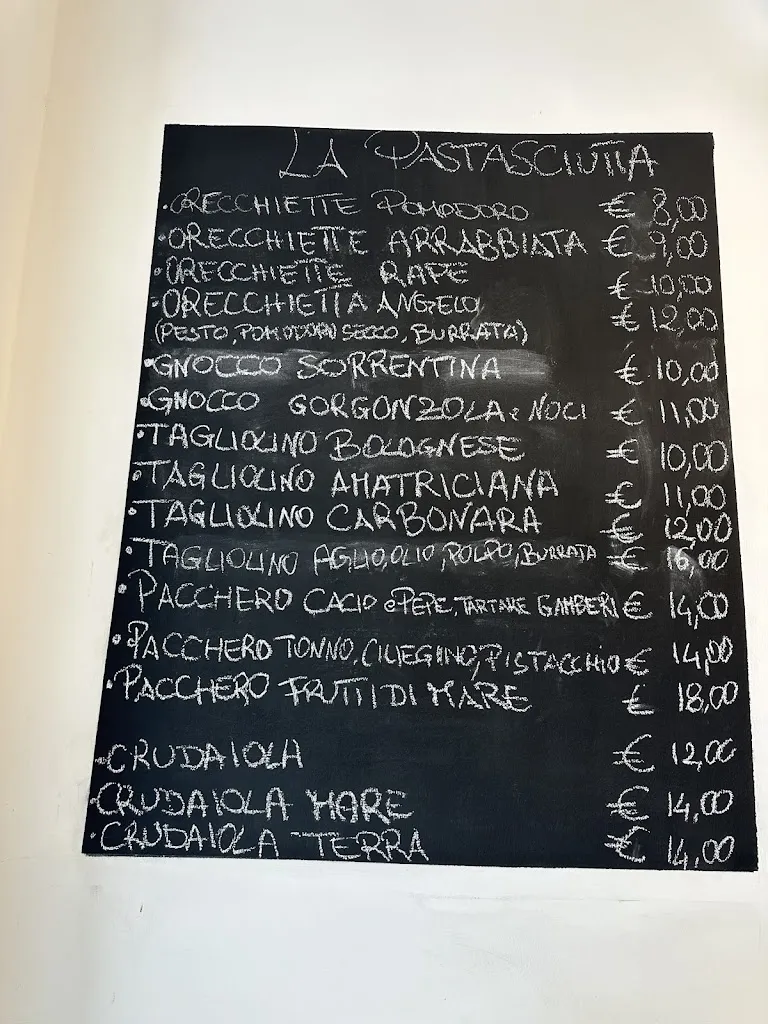 LA PASTASCIUTTA
• ORECCHIETTE POMODORO € 8,00
• ORECCHIETTE ARRABBIATA € 9,00
• ORECCHIETTE RAPE € 10,00
• ORECCHIETTA ANGELO € 12,00
(PESTO, POMODORO SECCO, BURRATA)
• GNOCCO SORRENTINA € 10,00
• GNOCCO GORGONZOLA e NOCI € 11,00
• TAGLIOLINO BOLOGNESE € 10,00
• TAGLIOLINO AMATRICIANA € 11,00
• TAGLIOLINO CARBONARA € 12,00
• TAGLIOLINO AGLIO, OLIO, POLPO, BURRATA € 16,00
• PACCHERO CACIO e PEPE, TARTARE GAMBERI € 14,00
• PACCHERO TONNO, CILIEGINO, PISTACCHIO € 14,00
• PACCHERO FRUTTI DI MARE € 18,00
• CRUDAIOLA € 12,00
• CRUDAIOLA MARE € 14,00
• CRUDAIOLA TERRA € 14,00